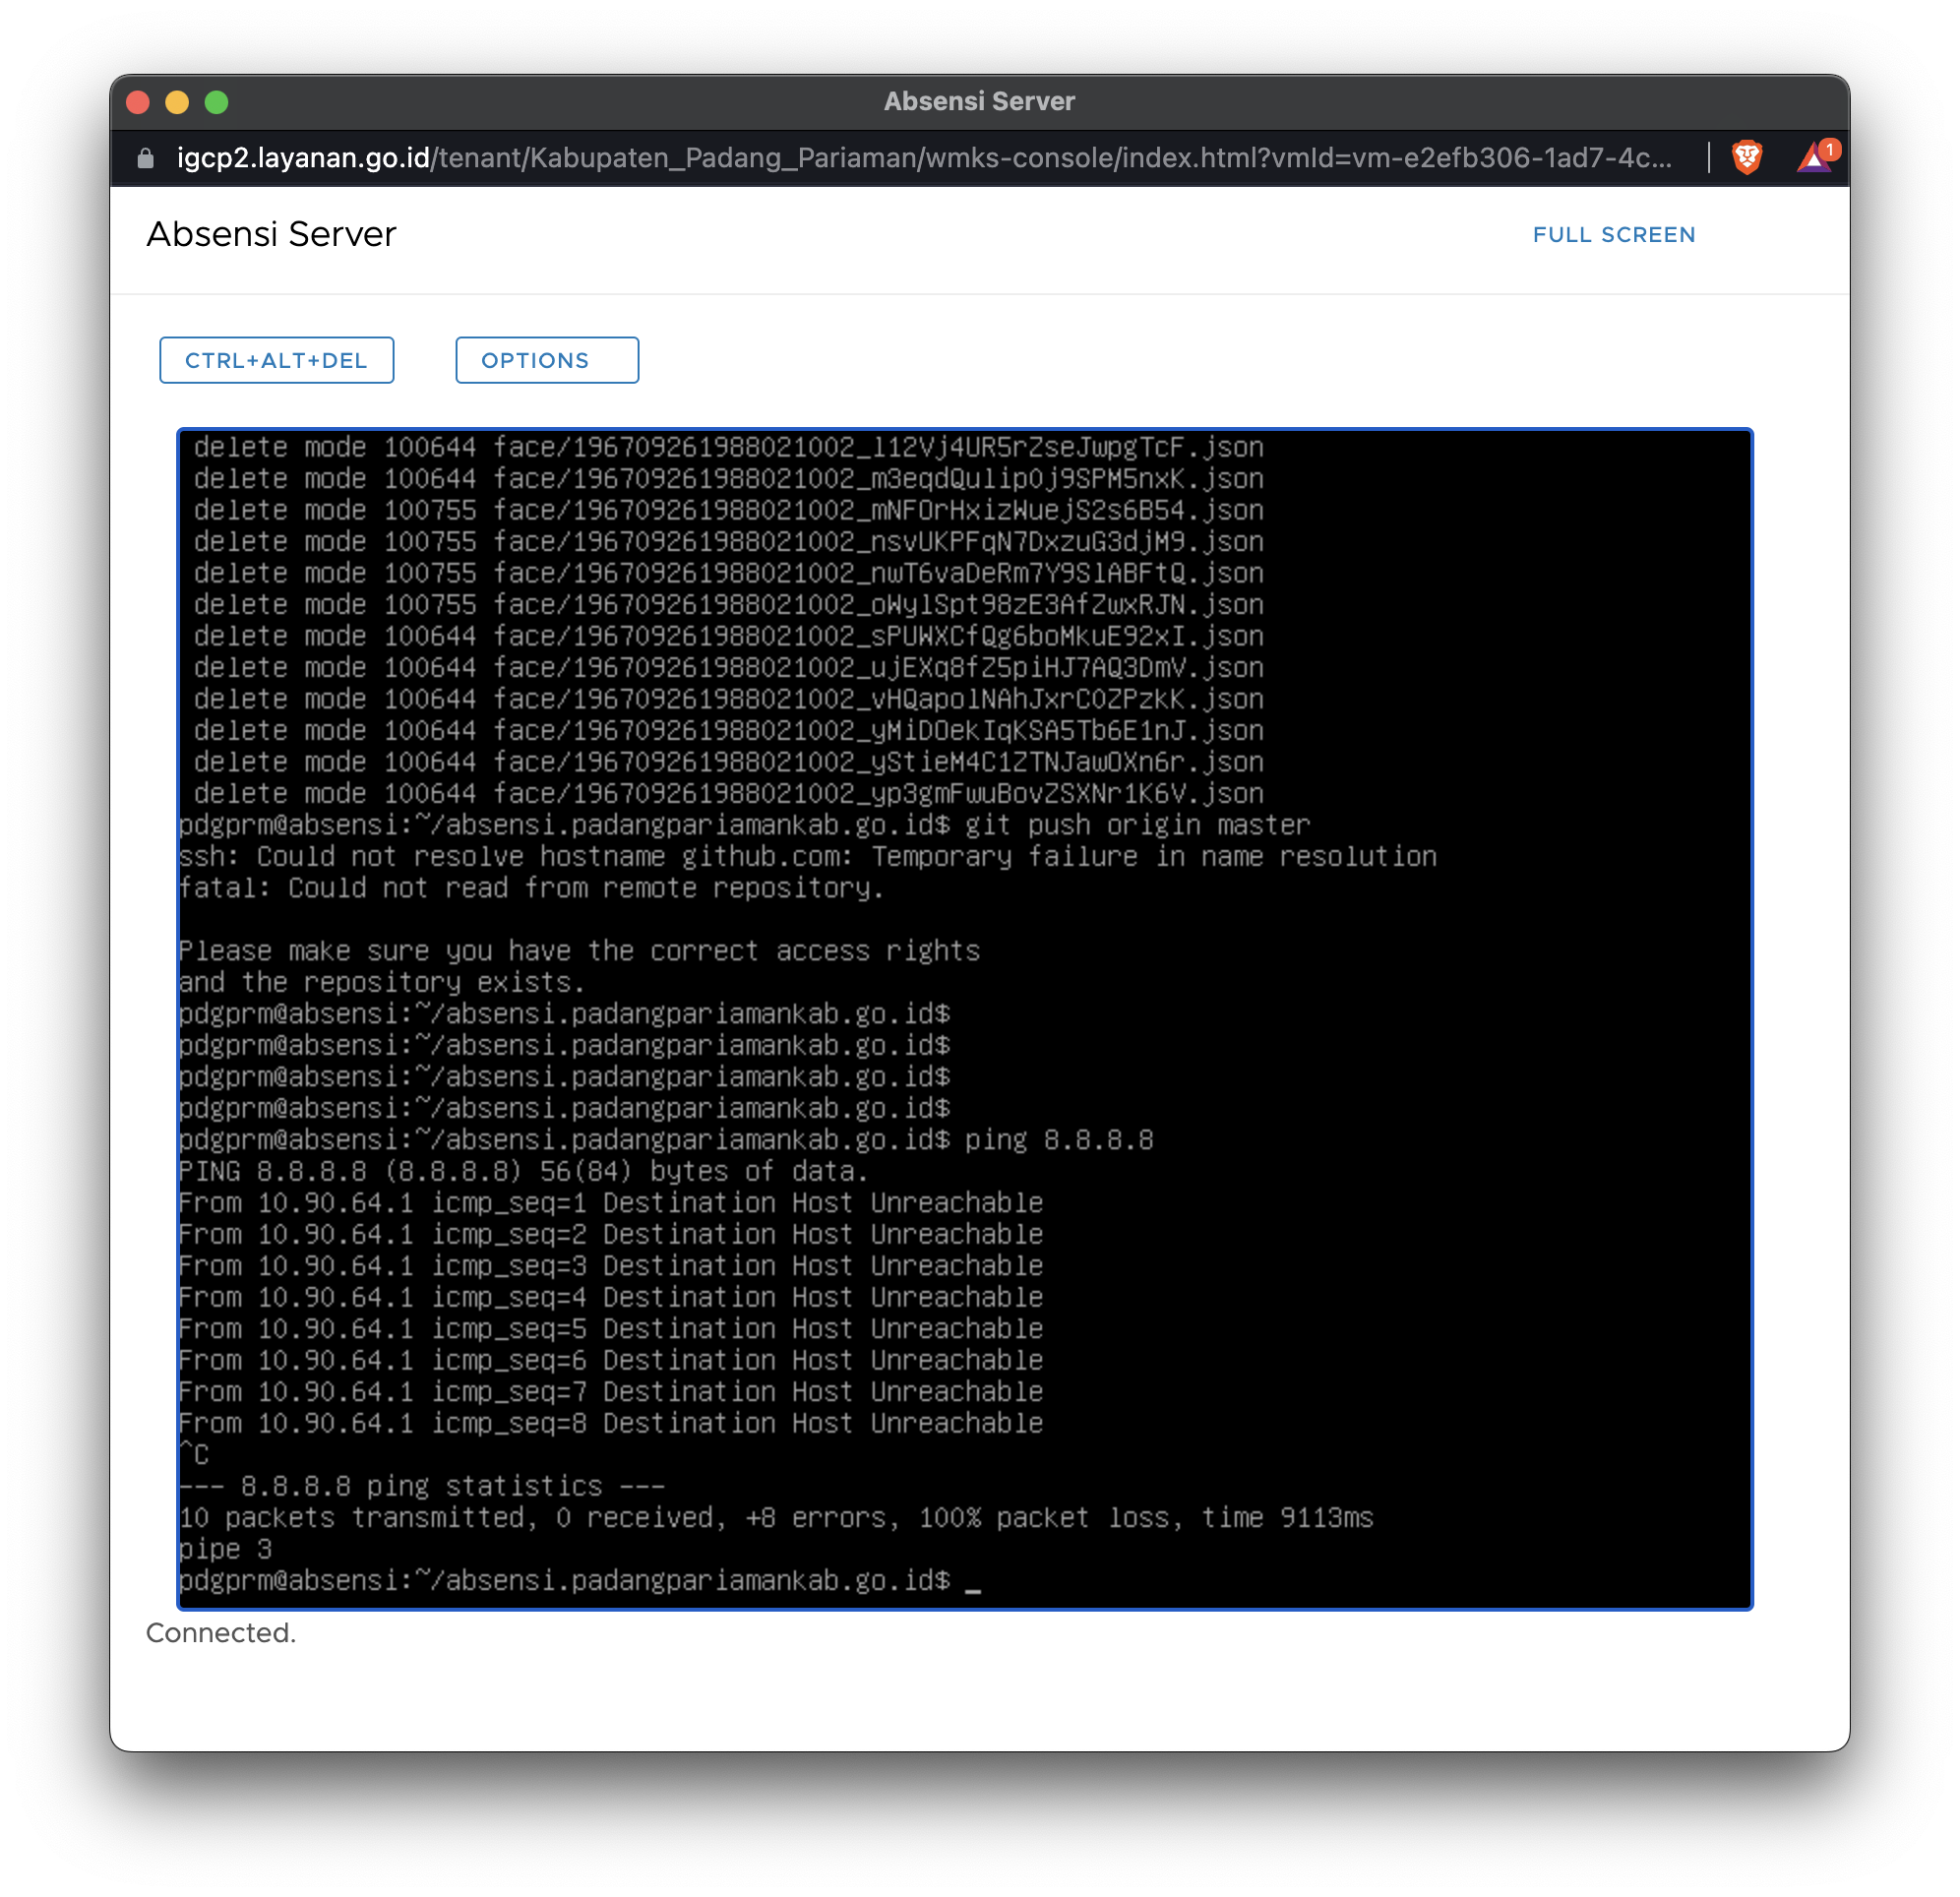 Absensi Server
igcp2.layanan.go.id/tenant/Kabupaten_Padang_Pariaman/wmks-console/index.html?vmId=vm-e2efb306-1ad7-4c...
1
Absensi Server
FULL SCREEN
CTRL+ALT+DEL
OPTIONS
delete mode 100644 face/196709261988021002_l12Vj4UR5rZseJwpgTcF.json
delete mode 100644 face/196709261988021002_m3eqdQulip0j9SPM5nxK.json
delete mode 100755 face/196709261988021002_mNFOrHxizWuejS2s6B54.json
delete mode 100755 face/196709261988021002_nsvUKPFqN7DxzuG3djM9.json
delete mode 100755 face/196709261988021002_nwT6vaDeRm7Y9SlABFtQ.json
delete mode 100755 face/196709261988021002_oWylSpt98zE3AfZwxRJN.json
delete mode 100644 face/196709261988021002_sPUWXCfQg6boMkuE92xI.json
delete mode 100644 face/196709261988021002_ujEXq8fZ5piHJ7AQ3DmV.json
delete mode 100644 face/196709261988021002_vHQapolNAhJxrC0ZPzkK.json
delete mode 100644 face/196709261988021002_yMiDOekIqKSA5Tb6E1nJ.json
delete mode 100644 face/196709261988021002_yStieM4C1ZTNJawOXn6r.json
delete mode 100644 face/196709261988021002_yp3gmFwuBovZSXNr1K6V.json
pdgprm@absensi:~/absensi.padangpariamankab.go.id$ git push origin master
ssh: Could not resolve hostname github.com: Temporary failure in name resolution
fatal: Could not read from remote repository.
Please make sure you have the correct access rights
and the repository exists.
pdgprm@absensi:~/absensi.padangpariamankab.go.id$
pdgprm@absensi:~/absensi.padangpariamankab.go.id$
pdgprm@absensi:~/absensi.padangpariamankab.go.id$
pdgprm@absensi:~/absensi.padangpariamankab.go.id$
pdgprm@absensi:~/absensi.padangpariamankab.go.id$ ping 8.8.8.8
PING 8.8.8.8 (8.8.8.8) 56(84) bytes of data.
From 10.90.64.1 icmp_seq=1 Destination Host Unreachable
From 10.90.64.1 icmp_seq=2 Destination Host Unreachable
From 10.90.64.1 icmp_seq=3 Destination Host Unreachable
From 10.90.64.1 icmp_seq=4 Destination Host Unreachable
From 10.90.64.1 icmp_seq=5 Destination Host Unreachable
From 10.90.64.1 icmp_seq=6 Destination Host Unreachable
From 10.90.64.1 icmp_seq=7 Destination Host Unreachable
From 10.90.64.1 icmp_seq=8 Destination Host Unreachable
^C
--- 8.8.8.8 ping statistics ---
10 packets transmitted, 0 received, +8 errors, 100% packet loss, time 9113ms
pipe 3
pdgprm@absensi:~/absensi.padangpariamankab.go.id$ _
Connected.